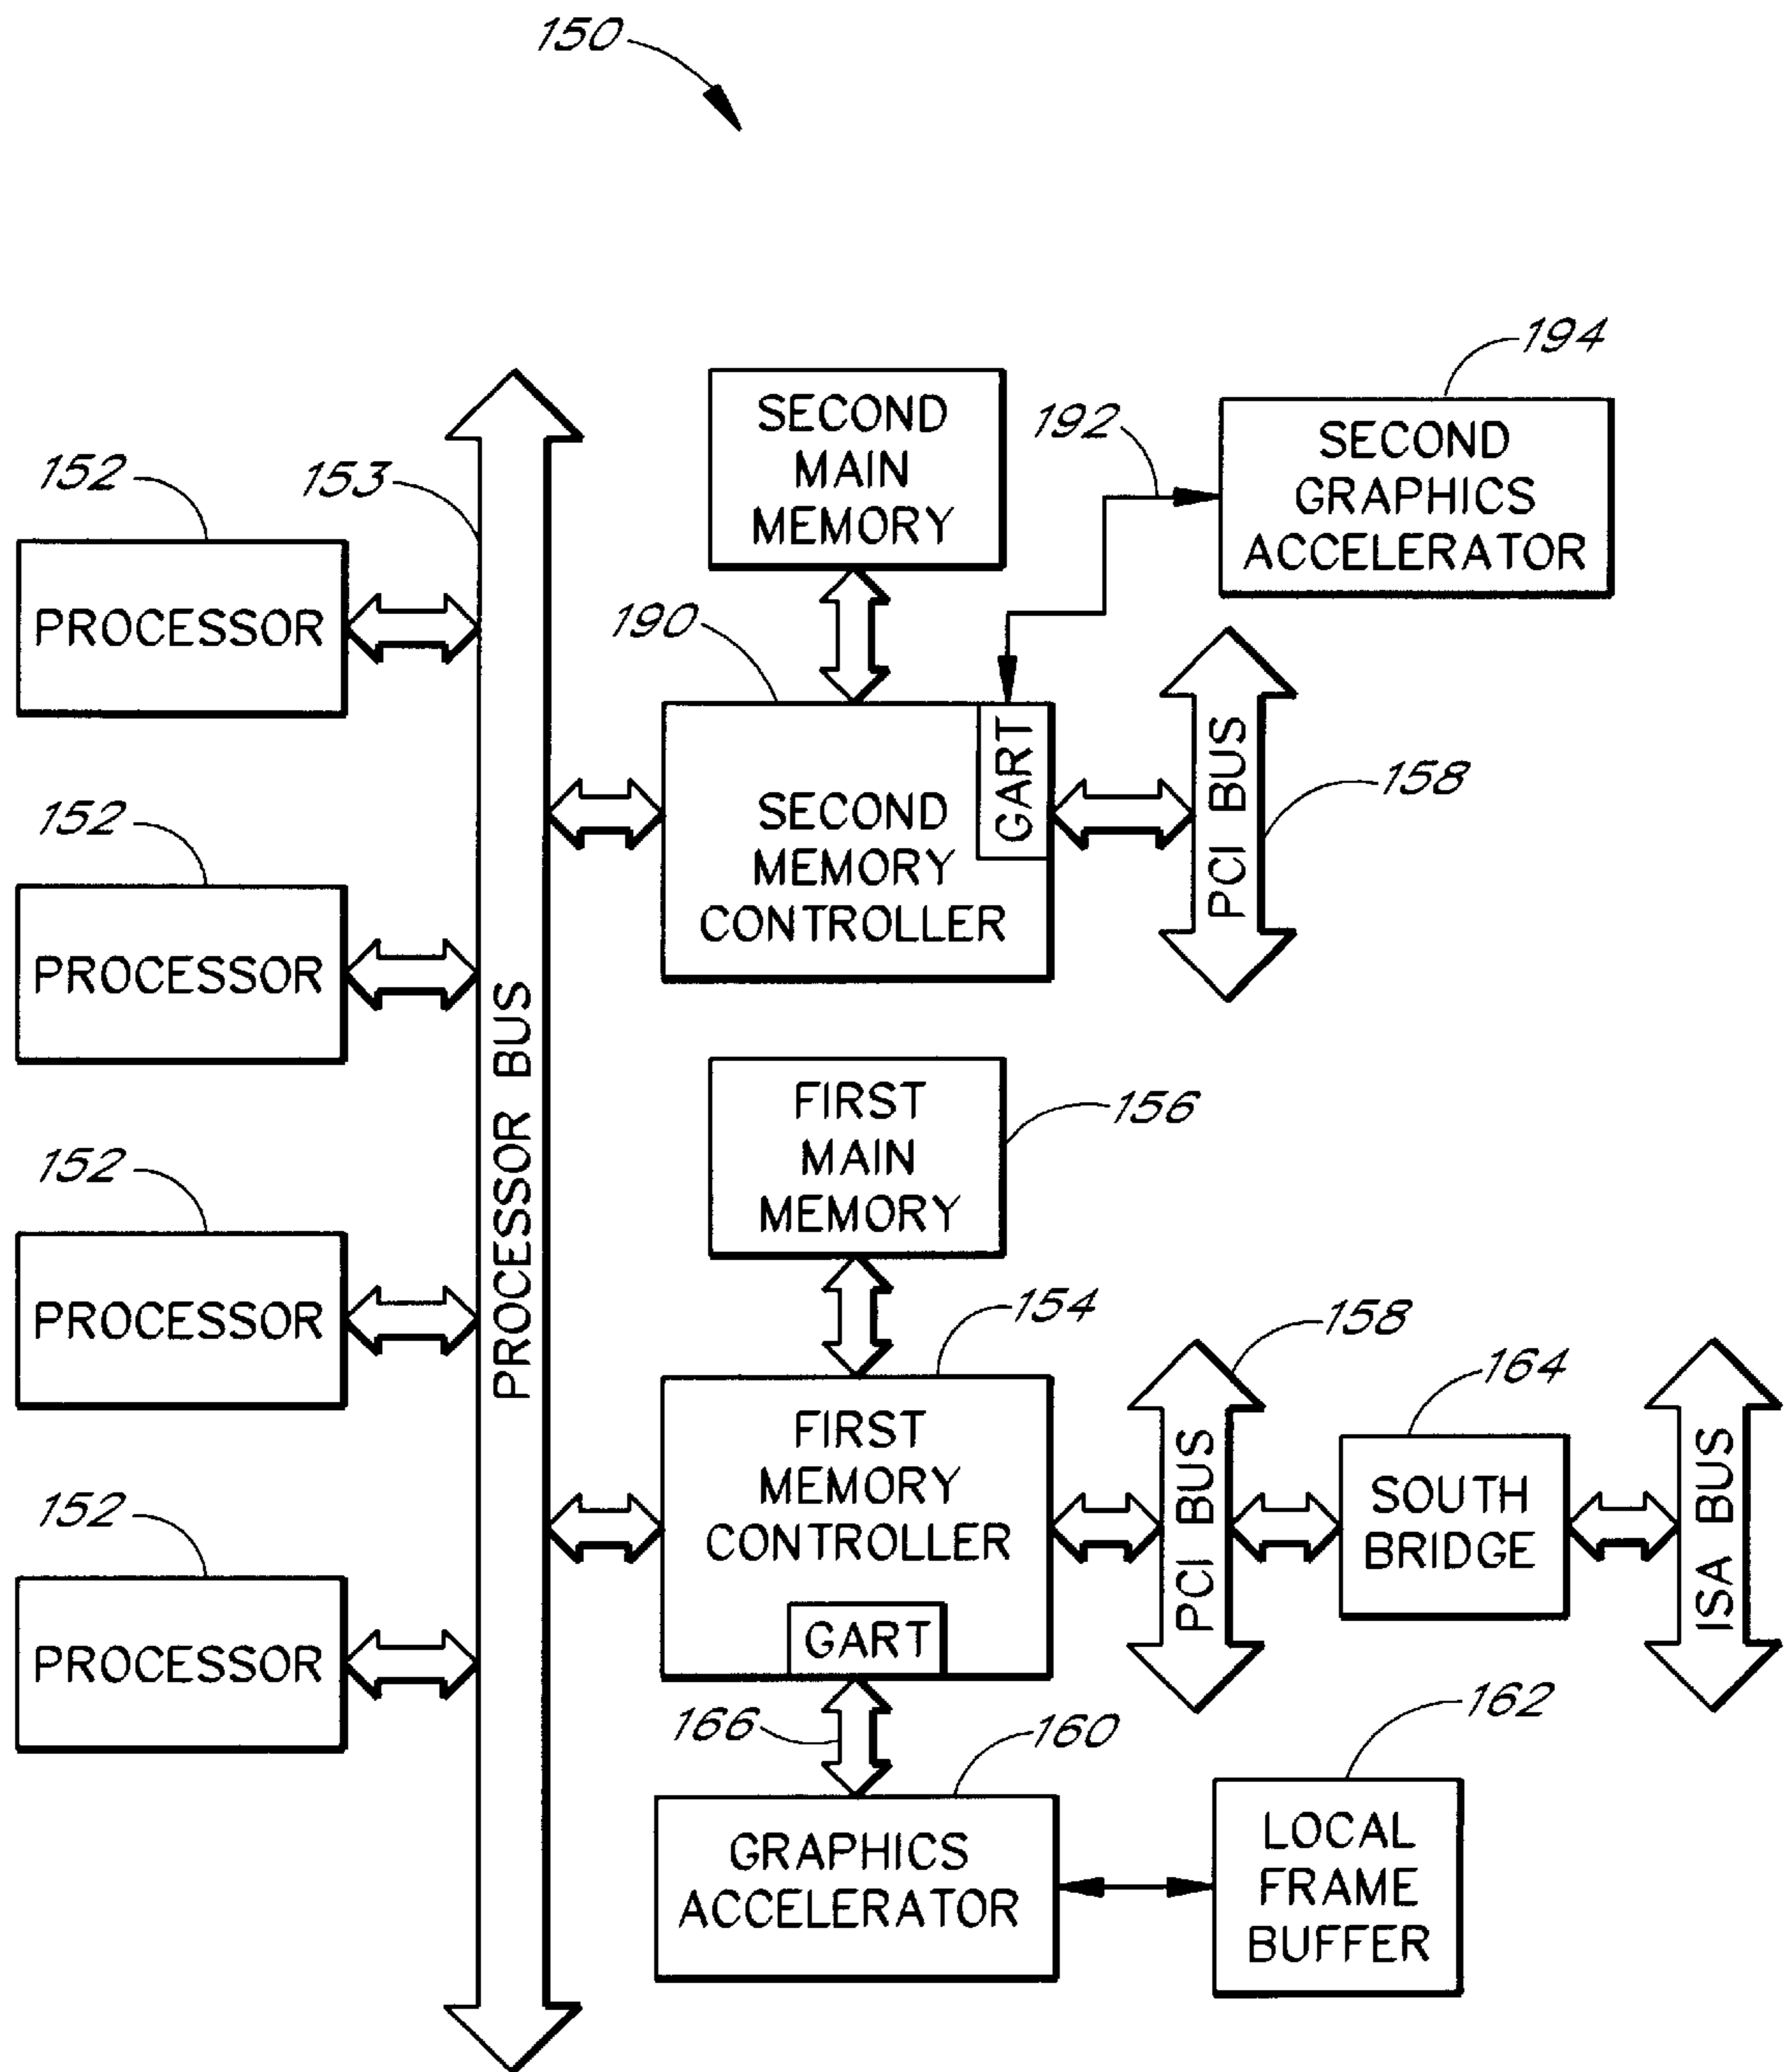 150
194
SECOND
MAIN
MEMORY
192
SECOND
GRAPHICS
ACCELERATOR
152
153
PROCESSOR
190
GART
SECOND
MEMORY
CONTROLLER
PCI BUS
158
152
PROCESSOR
PROCESSOR BUS
FIRST
MAIN
MEMORY
156
152
PROCESSOR
154
158
164
FIRST
MEMORY
CONTROLLER
GART
PCI BUS
SOUTH
BRIDGE
ISA BUS
152
PROCESSOR
166
160
162
GRAPHICS
ACCELERATOR
LOCAL
FRAME
BUFFER